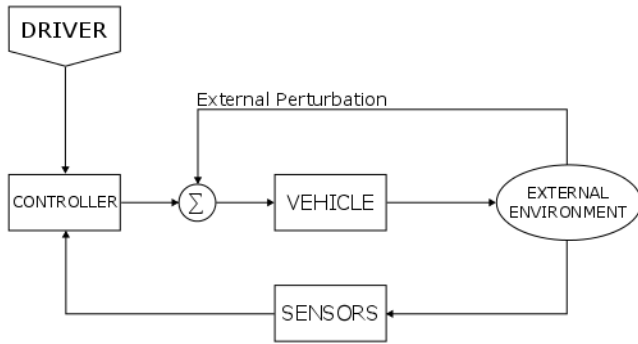 DRIVER
External Perturbation
CONTROLLER
Σ
VEHICLE
EXTERNAL
ENVIRONMENT
SENSORS